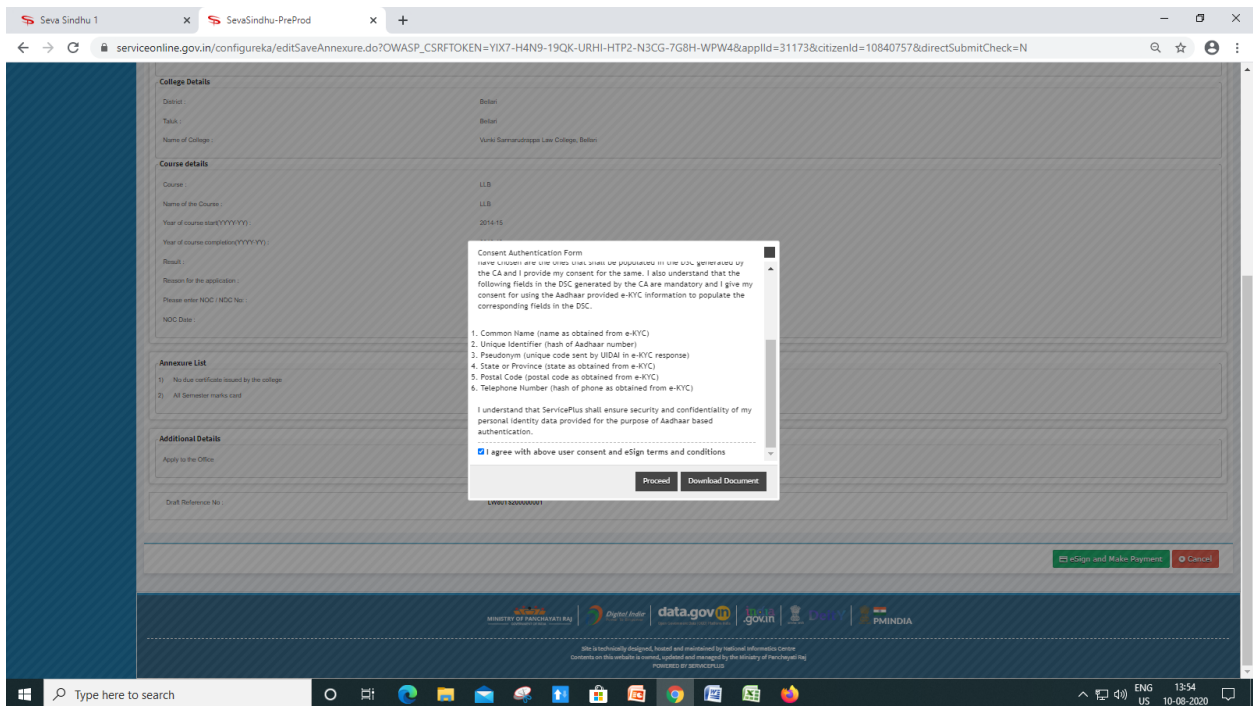 Seva Sindhu 1
SevaSindhu-PreProd
serviceonline.gov.in/configureka/editSaveAnnexure.do?OWASP_CSRFTOKEN=YIX7-H4N9-19QK-URHI-HTP2-N3CG-7G8H-WPW4&applId=31173&citizenId=10840757&directSubmitCheck=N
College Details
District : Bellari
Taluk : Bellari
Name of College : Vunki Sannarudrappa Law College, Bellari
Course details
Course : LLB
Name of the Course : LLB
Year of course start(YYYY-YY) : 2014-15
Year of course completion(YYYY-YY) :
Result :
Reason for the application :
Please enter NOC / NDC No: :
NDC Date :
Consent Authentication Form
have chosen are the ones that shall be populated in the DSC generated by
the CA and I provide my consent for the same. I also understand that the
following fields in the DSC generated by the CA are mandatory and I give my
consent for using the Aadhaar provided e-KYC information to populate the
corresponding fields in the DSC.
1. Common Name (name as obtained from e-KYC)
2. Unique Identifier (hash of Aadhaar number)
3. Pseudonym (unique code sent by UIDAI in e-KYC response)
4. State or Province (state as obtained from e-KYC)
5. Postal Code (postal code as obtained from e-KYC)
6. Telephone Number (hash of phone as obtained from e-KYC)
I understand that ServicePlus shall ensure security and confidentiality of my
personal identity data provided for the purpose of Aadhaar based
authentication.
I agree with above user consent and eSign terms and conditions
Proceed Download Document
Annexure List
1) No due certificate issued by the college
2) All Semester marks card
Additional Details
Apply to the Office
Draft Reference No :
eSign and Make Payment Cancel
MINISTRY OF PANCHAYATI RAJ Digital India data.gov in india .gov.in PMINDIA
Site is technically designed, hosted and maintained by National Informatics Centre
Contents on this website is owned, updated and managed by the Ministry of Panchayati Raj
POWERED BY SERVICEPLUS
Type here to search
ENG 13:54
US 10-08-2020